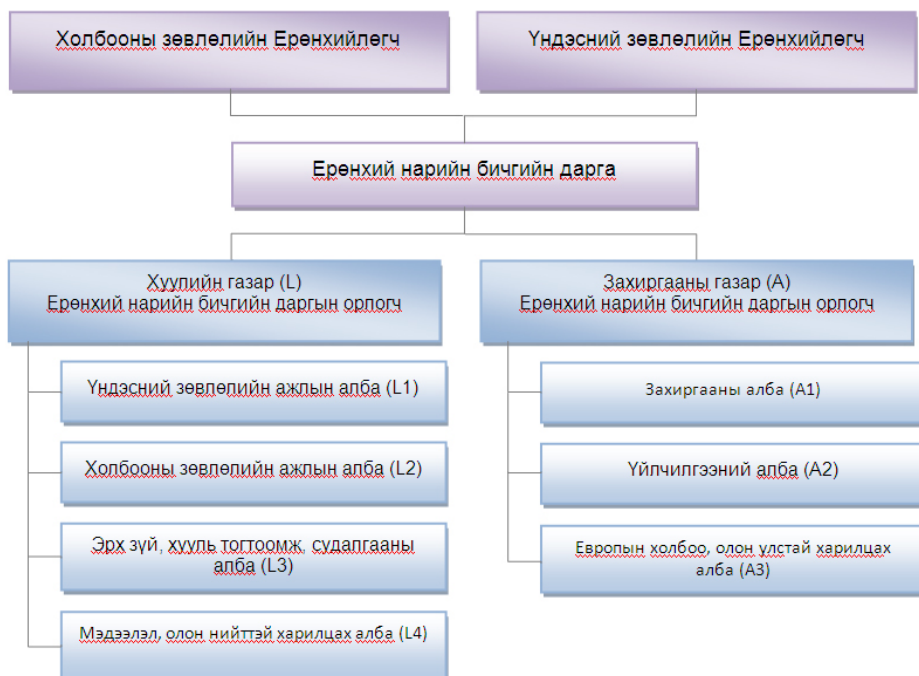 Холбооны зөвлөлийн Ерөнхийлөгч
Үндэсний зөвлөлийн Ерөнхийлөгч
Ерөнхий нарийн бичгийн дарга
Хуулийн газар (L)
Ерөнхий нарийн бичгийн даргын орлогч
Захиргааны газар (A)
Ерөнхий нарийн бичгийн даргын орлогч
Үндэсний зөвлөлийн ажлын алба (L1)
Холбооны зөвлөлийн ажлын алба (L2)
Эрх зүй, хууль тогтоомж, судалгааны
алба (L3)
Мэдээлэл, олон нийттэй харилцах алба (L4)
Захиргааны алба (A1)
Үйлчилгээний алба (A2)
Европын холбоо, олон улстай харилцах
алба (A3)